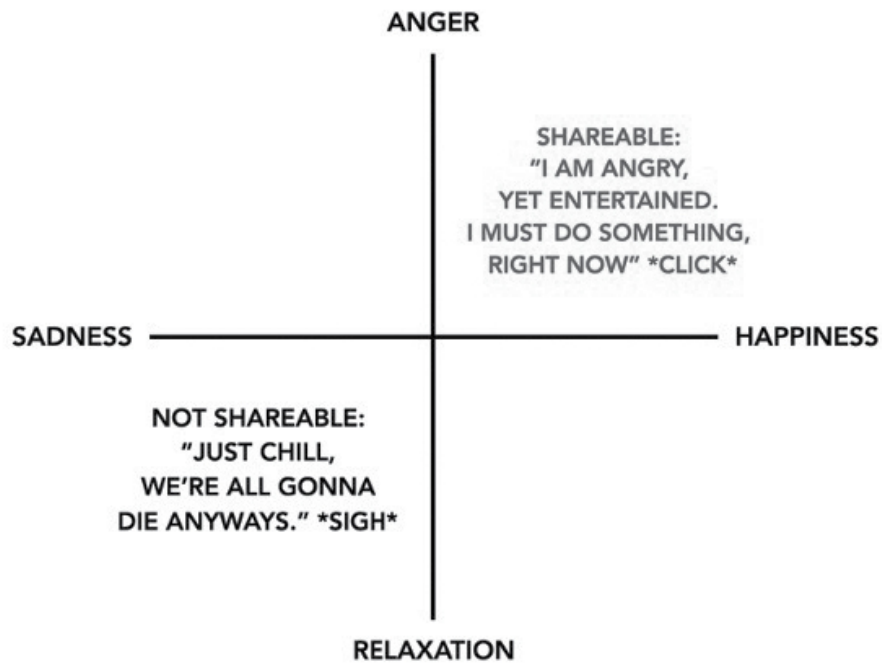 ANGER
SHAREABLE:
"I AM ANGRY,
YET ENTERTAINED.
I MUST DO SOMETHING,
RIGHT NOW" *CLICK*
SADNESS
HAPPINESS
NOT SHAREABLE:
"JUST CHILL,
WE'RE ALL GONNA
DIE ANYWAYS." *SIGH*
RELAXATION